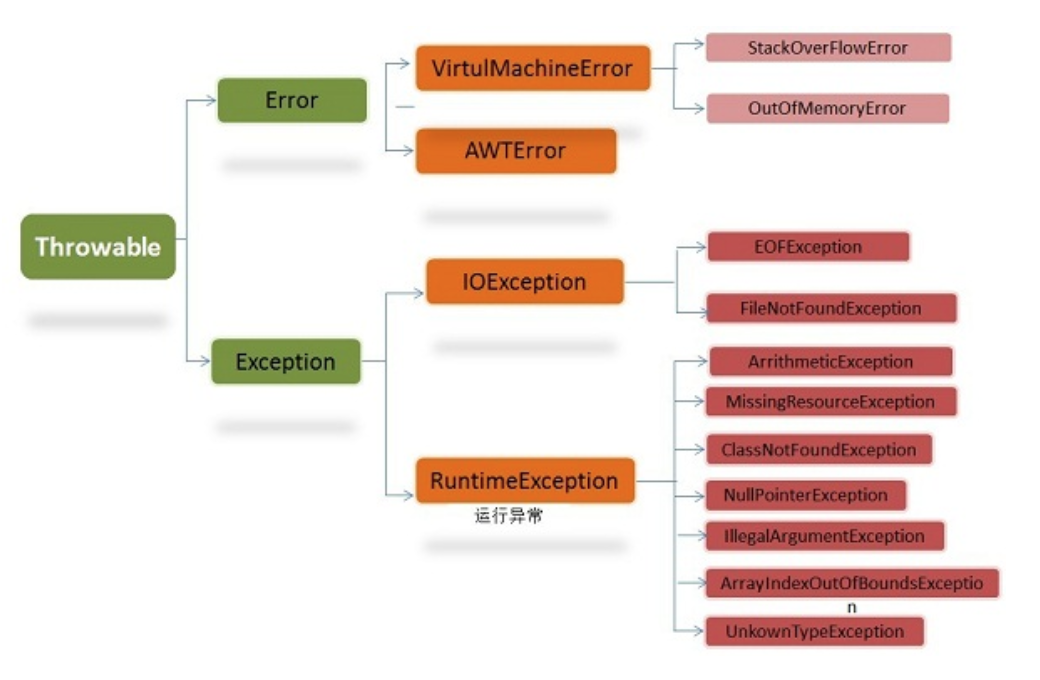 Throwable
Error
VirtulMachineError
StackOverFlowError
OutOfMemoryError
AWTError
Exception
IOException
EOFException
FileNotFoundException
RuntimeException
运行异常
ArrithmeticException
MissingResourceException
ClassNotFoundException
NullPointerException
IllegalArgumentException
ArrayIndexOutOfBoundsExceptio
n
UnkownTypeException